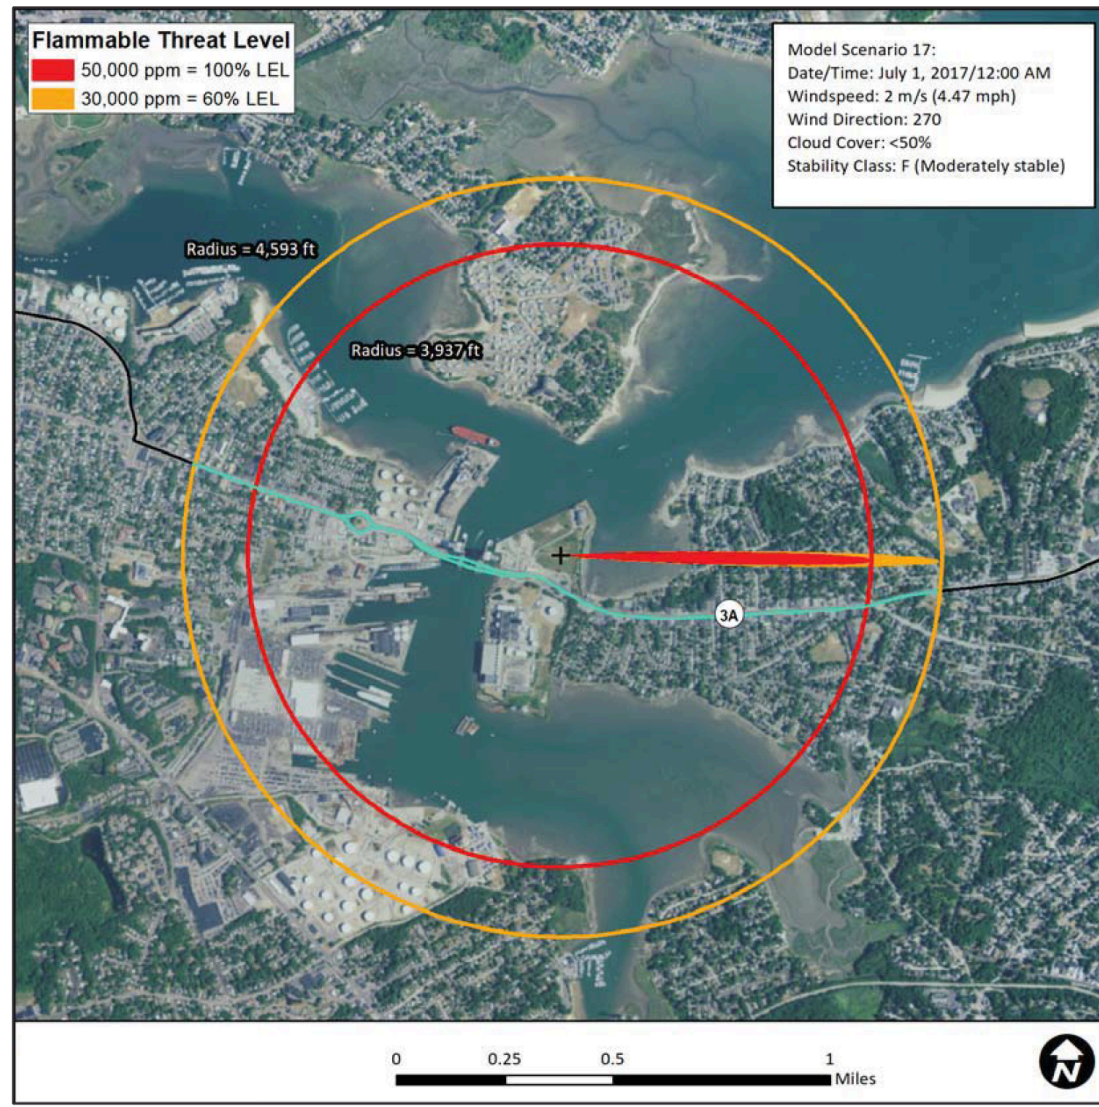 Flammable Threat Level
50,000 ppm = 100% LEL
30,000 ppm = 60% LEL
Model Scenario 17:
Date/Time: July 1, 2017/12:00 AM
Windspeed: 2 m/s (4.47 mph)
Wind Direction: 270
Cloud Cover: <50%
Stability Class: F (Moderately stable)
Radius = 4,593 ft
Radius = 3,937 ft
3A
0 0.25 0.5 1
Miles
N